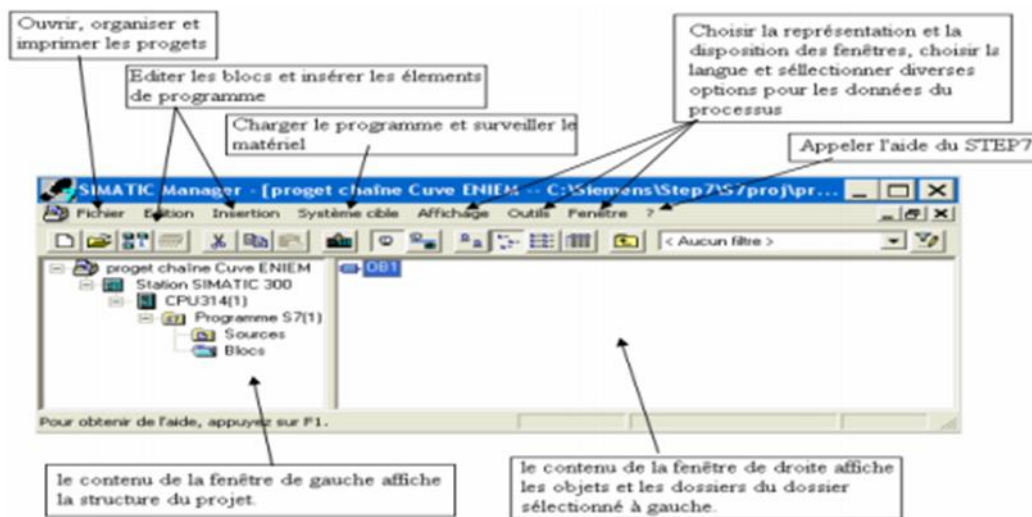 Ouvrir, organiser et
imprimer les progets
Editer les blocs et insérer les élements
de programme
Charger le programme et surveiller le
matériel
Choisir la représentation et la
disposition des fenêtres, choisir ls
langue et séllectionner diverses
options pour les données du
processus
Appeler l'aide du STEP7
SIMATIC Manager - [proget chaîne Cuve ENIEM -- C:\Siemens\Step7\S7proj\pr...
Fichier Edition Insertion Système cible Affichage Outils Fenêtre ?
< Aucun filtre >
proget chaîne Cuve ENIEM
Station SIMATIC 300
CPU314(1)
Programme S7(1)
Sources
Blocs
OB1
Pour obtenir de l'aide, appuyez sur F1.
le contenu de la fenêtre de gauche affiche
la structure du projet.
le contenu de la fenêtre de droite affiche
les objets et les dossiers du dossier
sélectionné à gauche.